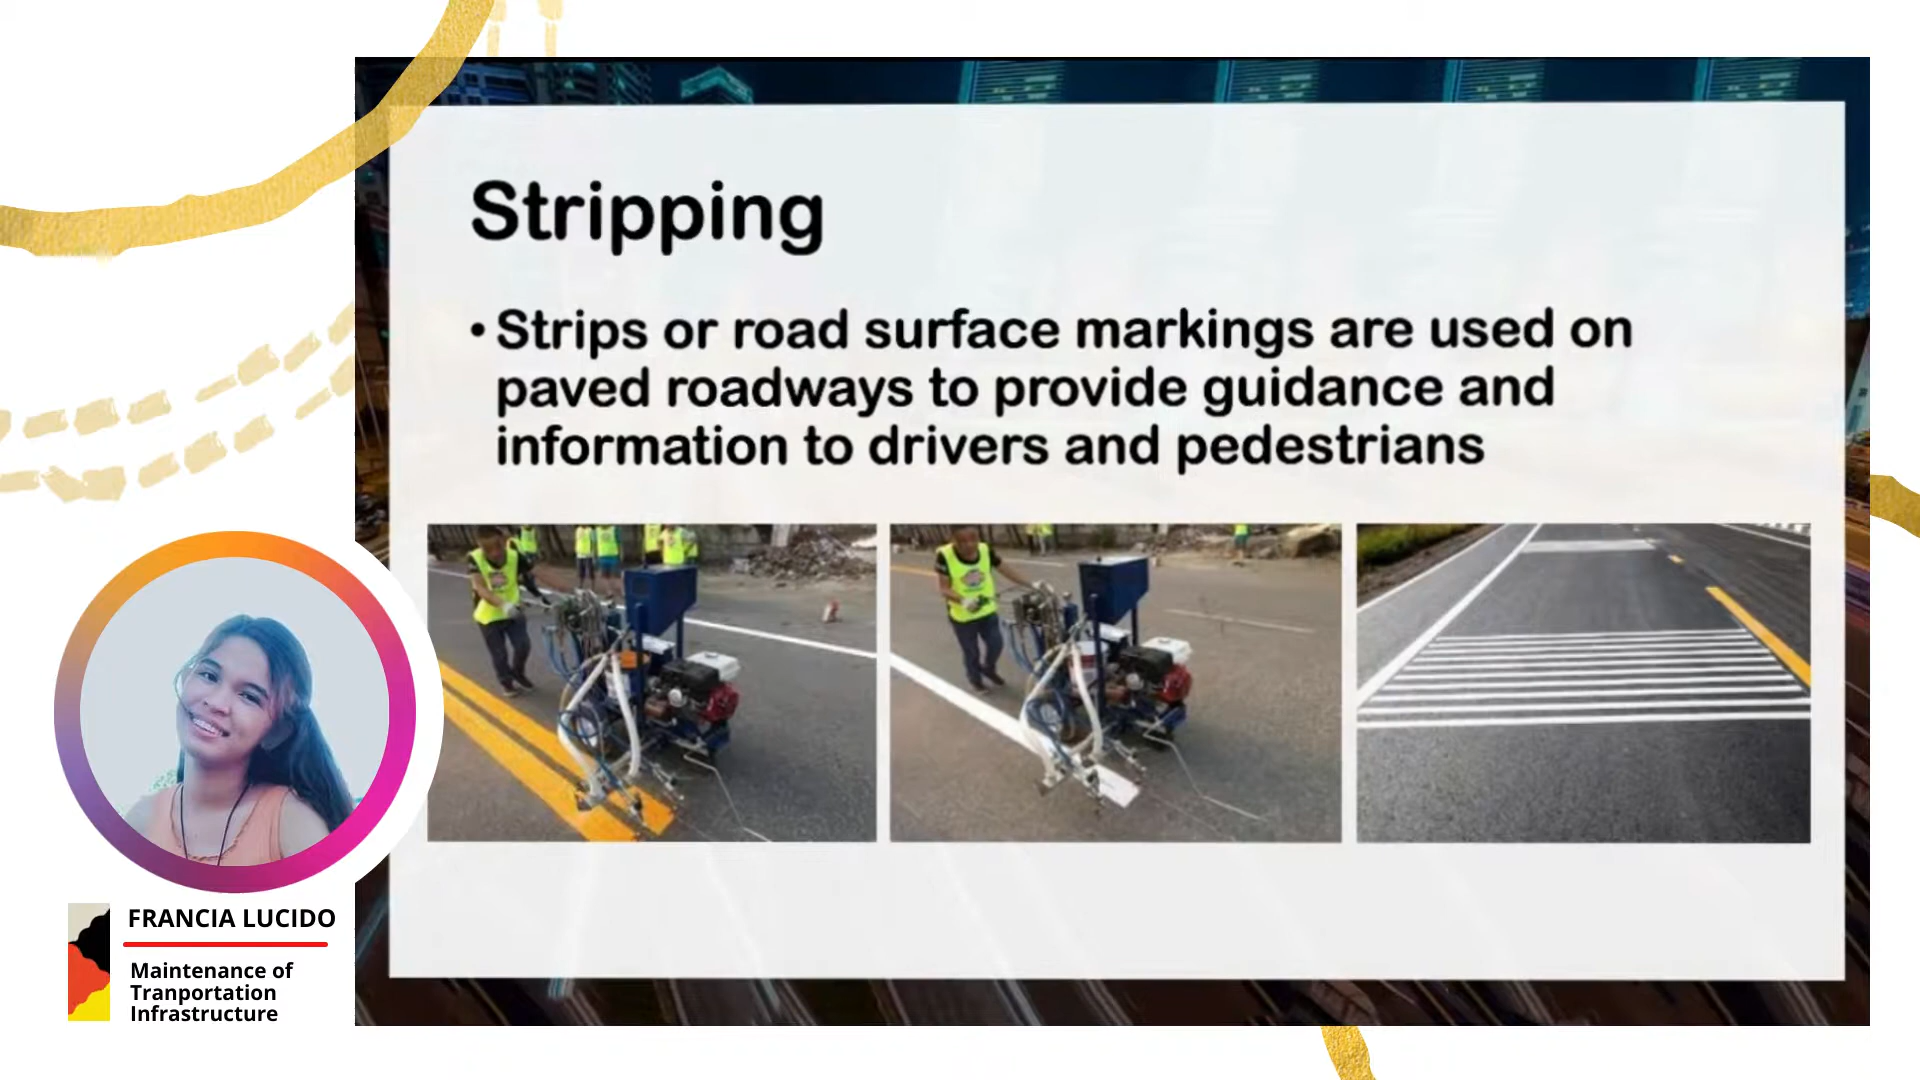 Stripping
• Strips or road surface markings are used on
paved roadways to provide guidance and
information to drivers and pedestrians
FRANCIA LUCIDO
Maintenance of
Tranportation
Infrastructure